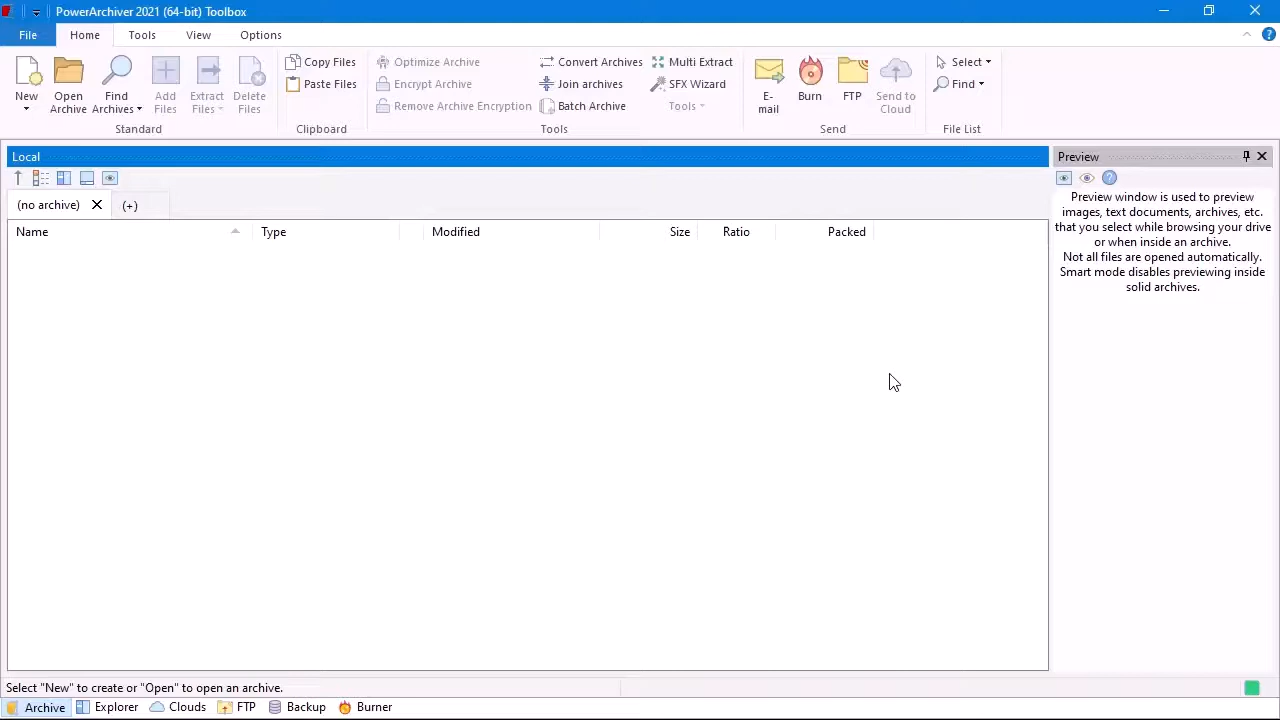 PowerArchiver 2021 (64-bit) Toolbox
File Home Tools View Options
New
Open Archive
Find Archives
Add Files
Extract Files
Delete Files
Standard
Copy Files
Paste Files
Clipboard
Optimize Archive
Encrypt Archive
Remove Archive Encryption
Convert Archives
Join archives
Batch Archive
Multi Extract
SFX Wizard
Tools
Tools
E-mail
Burn
FTP
Send to Cloud
Send
Select
Find
File List
Local
(no archive)
(+)
Name Type Modified Size Ratio Packed
Preview
Preview window is used to preview
images, text documents, archives, etc.
that you select while browsing your drive
or when inside an archive.
Not all files are opened automatically.
Smart mode disables previewing inside
solid archives.
Select "New" to create or "Open" to open an archive.
Archive Explorer Clouds FTP Backup Burner